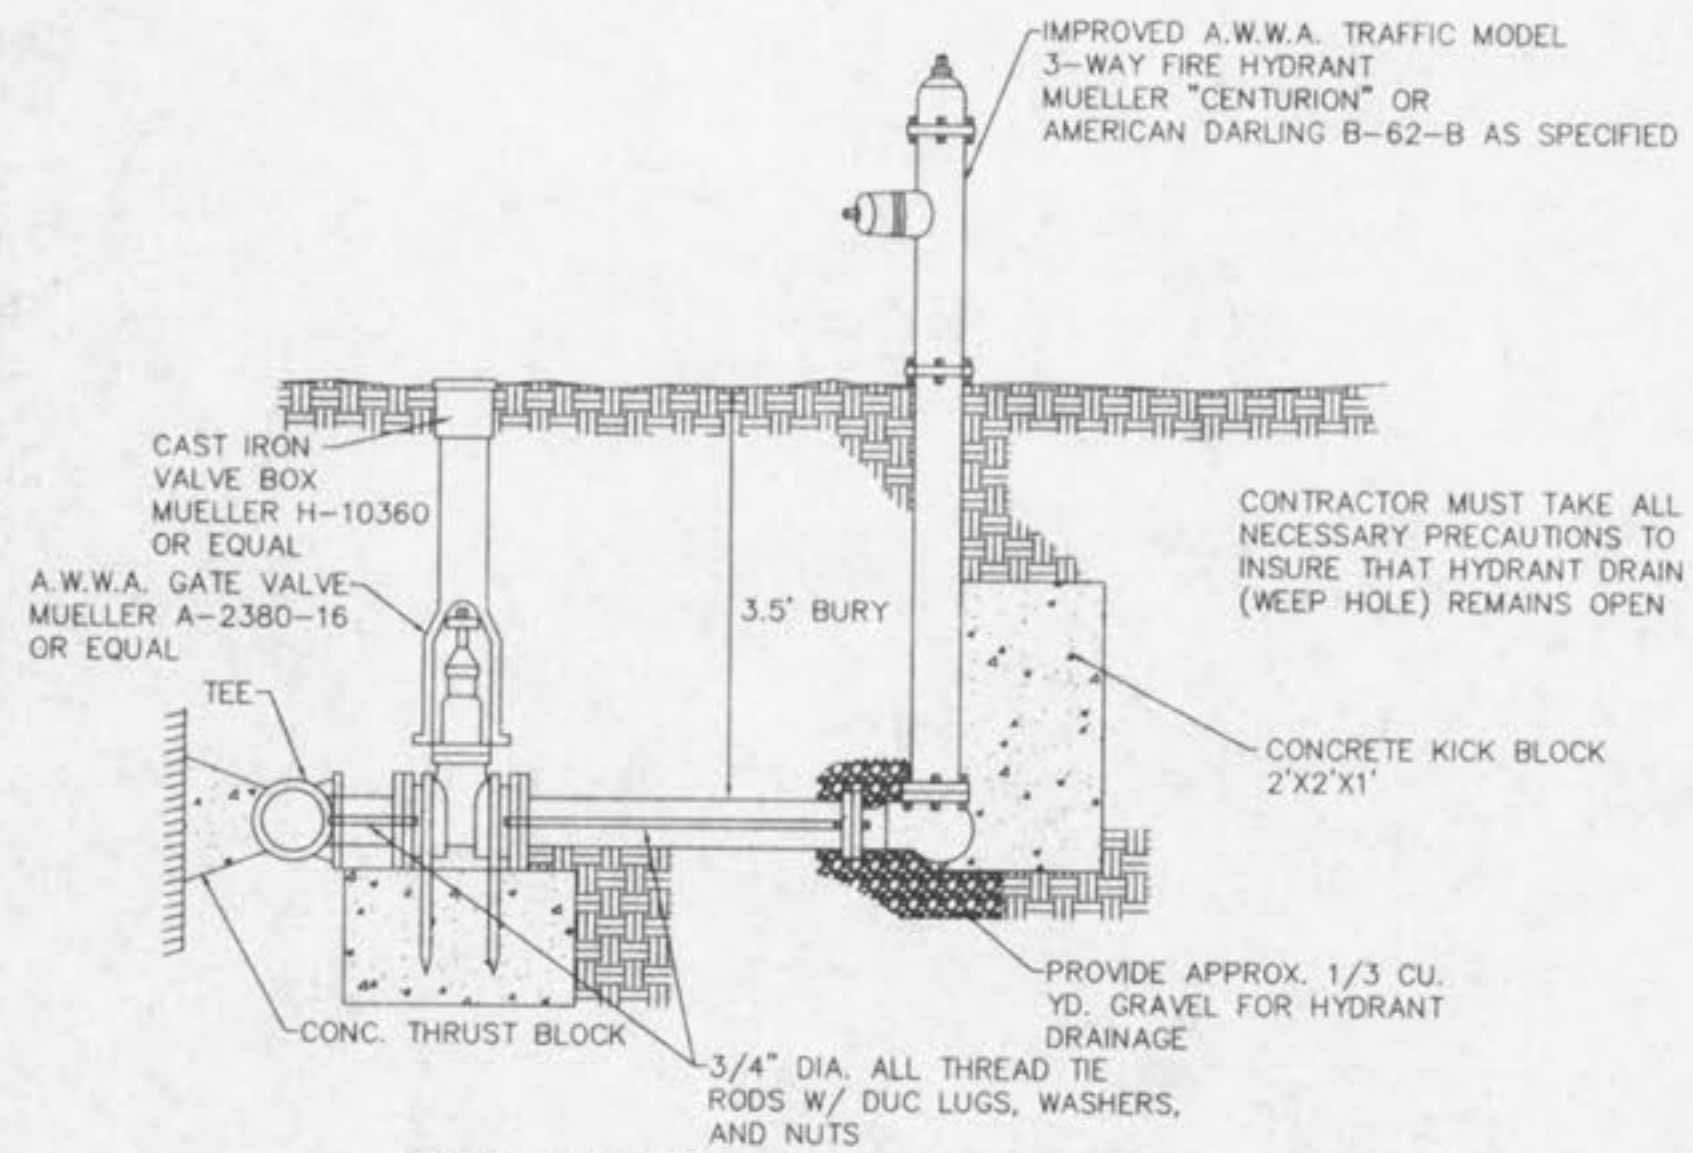 IMPROVED A.W.W.A. TRAFFIC MODEL
3-WAY FIRE HYDRANT
MUELLER "CENTURION" OR
AMERICAN DARLING B-62-B AS SPECIFIED
CAST IRON
VALVE BOX
MUELLER H-10360
OR EQUAL
A.W.W.A. GATE VALVE
MUELLER A-2380-16
OR EQUAL
TEE
3.5' BURY
CONTRACTOR MUST TAKE ALL
NECESSARY PRECAUTIONS TO
INSURE THAT HYDRANT DRAIN
(WEEP HOLE) REMAINS OPEN
CONCRETE KICK BLOCK
2'X2'X1'
PROVIDE APPROX. 1/3 CU.
YD. GRAVEL FOR HYDRANT
DRAINAGE
CONC. THRUST BLOCK
3/4" DIA. ALL THREAD TIE
RODS W/ DUC LUGS, WASHERS,
AND NUTS